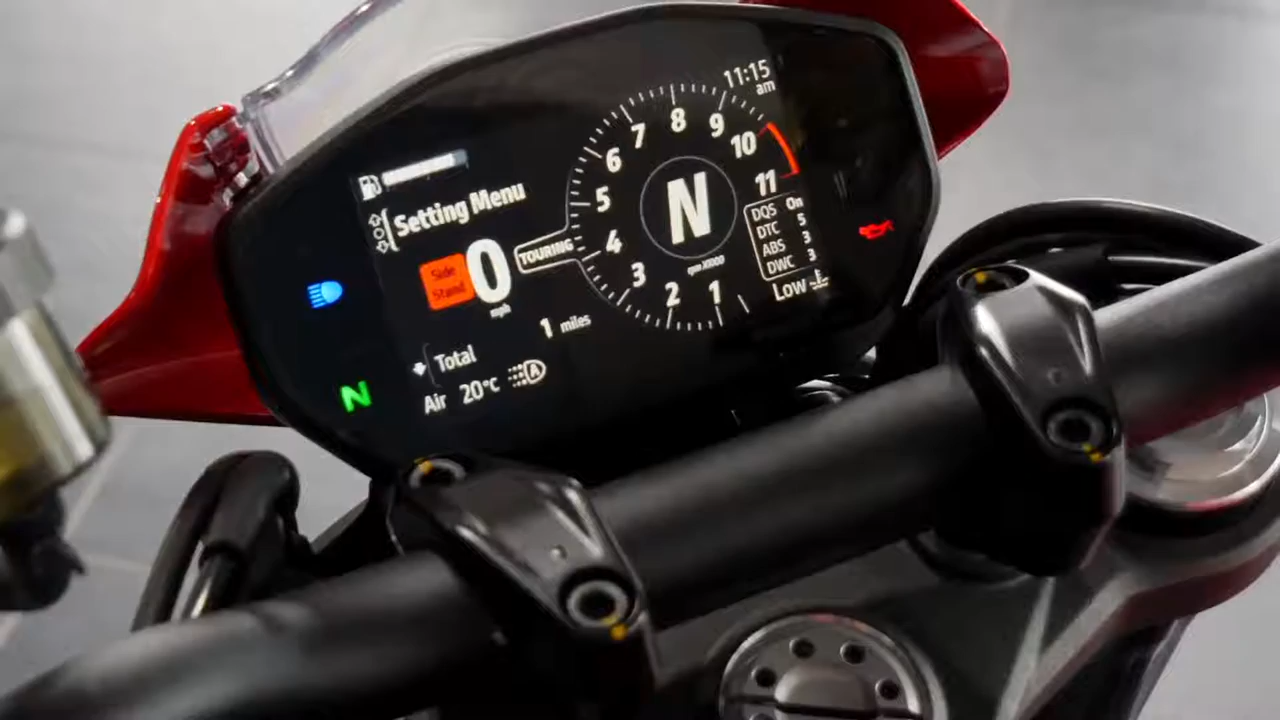 11:15
am
Setting Menu
Side
Stand
0
mph
TOURING
1 miles
Total
Air 20°C
A
N
1
2
3
4
5
6
7
8
9
10
11
N
rpm X1000
DQS On
DTC 5
ABS 3
DWC 3
Low